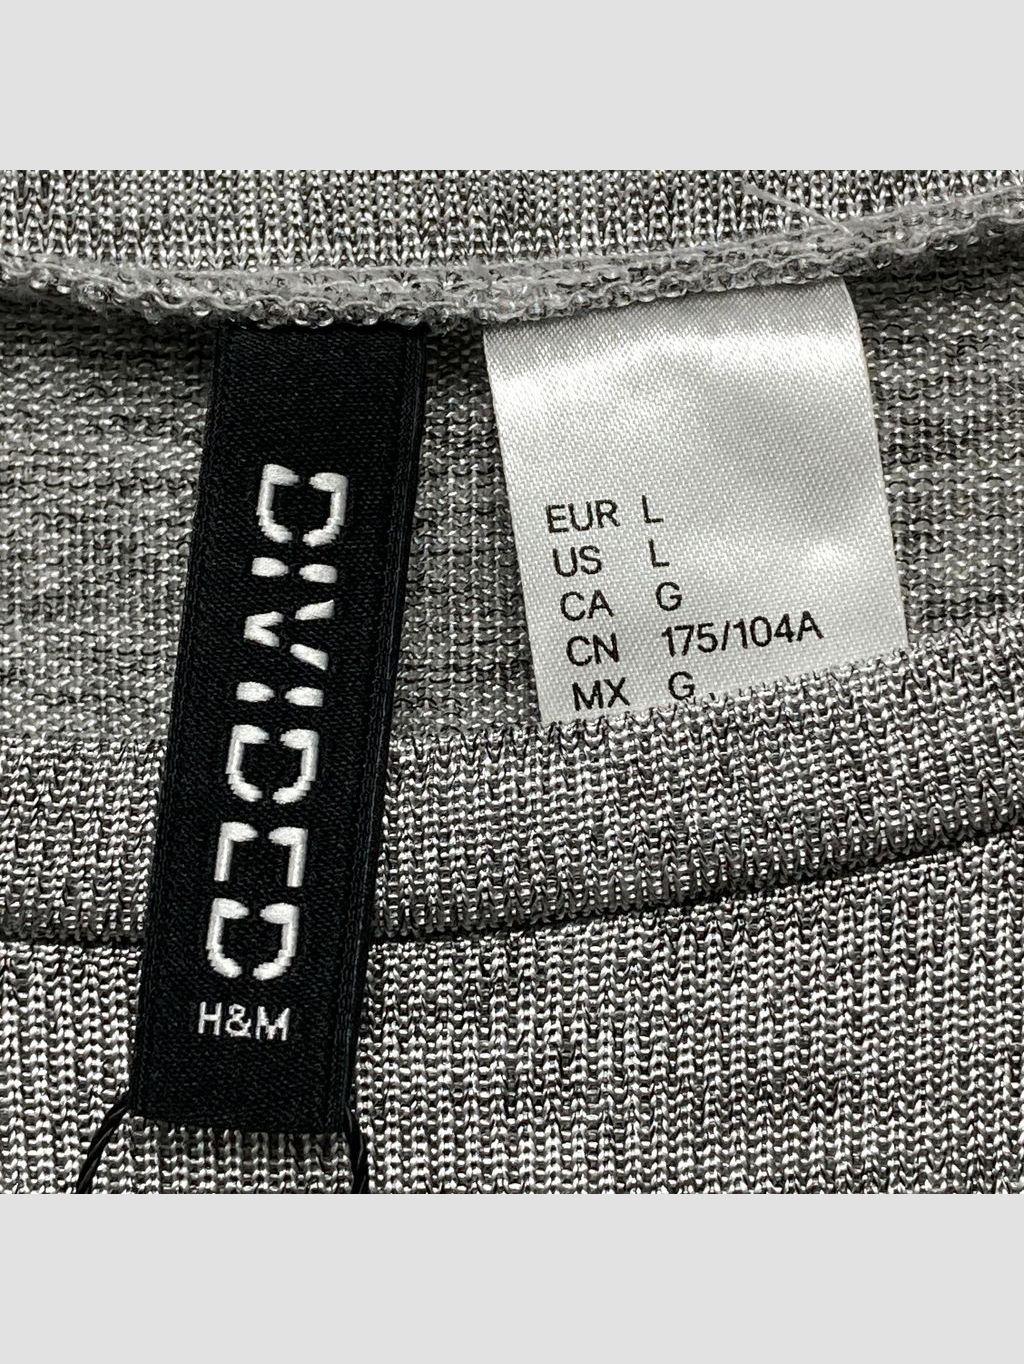 DIVIDED
H&M
EUR L
US L
CA G
CN 175/104A
MX G